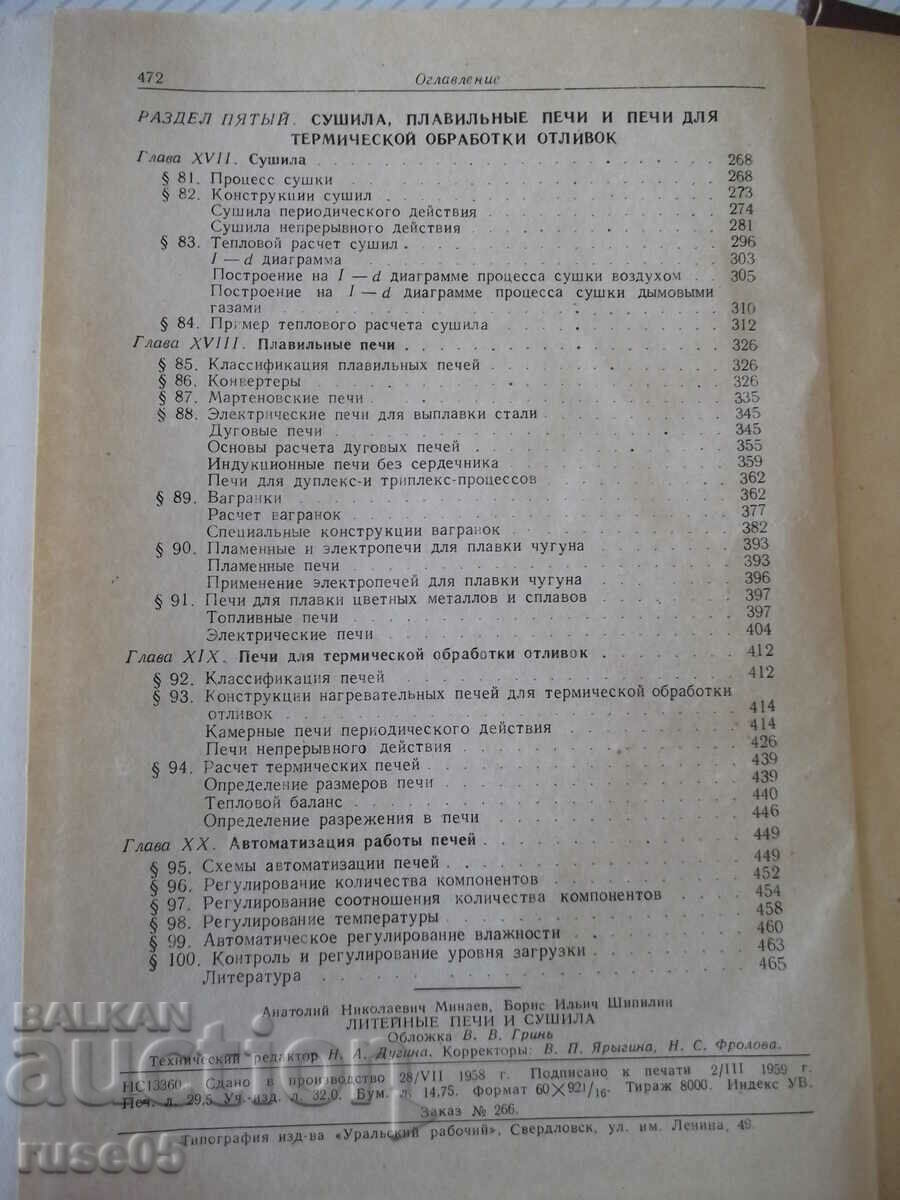 472 Оглавление
РАЗДЕЛ ПЯТЫЙ. СУШИЛА, ПЛАВИЛЬНЫЕ ПЕЧИ И ПЕЧИ ДЛЯ
ТЕРМИЧЕСКОЙ ОБРАБОТКИ ОТЛИВОК
Глава XVII. Сушила . . . 268
§ 81. Процесс сушки . . . 268
§ 82. Конструкции сушил . . . 273
Сушила периодического действия . . . 274
Сушила непрерывного действия . . . 281
§ 83. Тепловой расчет сушил . . . 296
I — d диаграмма . . . 303
Построение на I — d диаграмме процесса сушки воздухом . . 305
Построение на I — d диаграмме процесса сушки дымовыми
газами . . . 310
§ 84. Пример теплового расчета сушила . . . 312
Глава XVIII. Плавильные печи . . . 326
§ 85. Классификация плавильных печей . . . 326
§ 86. Конвертеры . . . 326
§ 87. Мартеновские печи . . . 335
§ 88. Электрические печи для выплавки стали . . . 345
Дуговые печи . . . 345
Основы расчета дуговых печей . . . 355
Индукционные печи без сердечника . . . 359
Печи для дуплекс-и триплекс-процессов . . . 362
§ 89. Вагранки . . . 362
Расчет вагранок . . . 377
Специальные конструкции вагранок . . . 382
§ 90. Пламенные и электропечи для плавки чугуна . . . 393
Пламенные печи . . . 393
Применение электропечей для плавки чугуна . . . 396
§ 91. Печи для плавки цветных металлов и сплавов . . . 397
Топливные печи . . . 397
Электрические печи . . . 404
Глава XIX. Печи для термической обработки отливок . . . 412
§ 92. Классификация печей . . . 412
§ 93. Конструкции нагревательных печей для термической обработки
отливок . . . 414
Камерные печи периодического действия . . . 414
Печи непрерывного действия . . . 426
§ 94. Расчет термических печей . . . 439
Определение размеров печи . . . 439
Тепловой баланс . . . 440
Определение разрежения в печи . . . 446
Глава XX. Автоматизация работы печей . . . 449
§ 95. Схемы автоматизации печей . . . 449
§ 96. Регулирование количества компонентов . . . 452
§ 97. Регулирование соотношения количества компонентов . . . 454
§ 98. Регулирование температуры . . . 458
§ 99. Автоматическое регулирование влажности . . . 460
§ 100. Контроль и регулирование уровня загрузки . . . 463
Литература . . . 465
Анатолий Николаевич Минаев, Борис Ильич Шипилин
ЛИТЕЙНЫЕ ПЕЧИ И СУШИЛА
Обложка В. В. Гринь
Технический редактор Н. А. Дугина. Корректоры: В. П. Ярыгина, Н. С. Фролова.
НС13360. Сдано в производство 28/VII 1958 г. Подписано к печати 2/III 1959 г.
Печ. л. 29,5 Уч.-изд. л. 32,0. Бум. л. 14,75. Формат 60×92 1/16. Тираж 8000. Индекс УВ.
Заказ № 266.
Типография изд-ва «Уральский рабочий», Свердловск, ул. им. Ленина, 49.
BALKAN
auction
ruse05